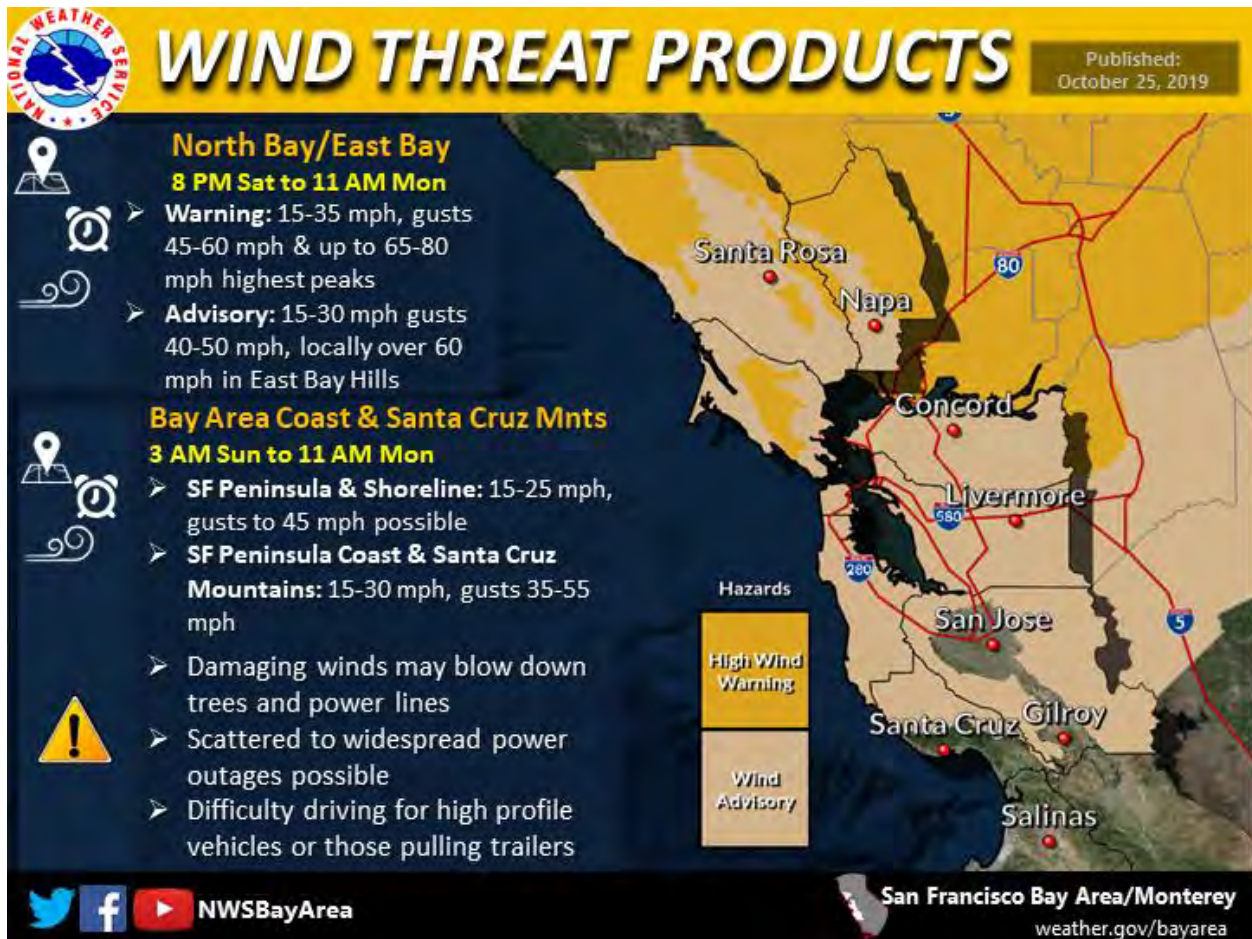 NATIONAL WEATHER SERVICE
WIND THREAT PRODUCTS
Published:
October 25, 2019
North Bay/East Bay
8 PM Sat to 11 AM Mon
➢ Warning: 15-35 mph, gusts
45-60 mph & up to 65-80
mph highest peaks
➢ Advisory: 15-30 mph gusts
40-50 mph, locally over 60
mph in East Bay Hills
Bay Area Coast & Santa Cruz Mnts
3 AM Sun to 11 AM Mon
➢ SF Peninsula & Shoreline: 15-25 mph,
gusts to 45 mph possible
➢ SF Peninsula Coast & Santa Cruz
Mountains: 15-30 mph, gusts 35-55
mph
➢ Damaging winds may blow down
trees and power lines
➢ Scattered to widespread power
outages possible
➢ Difficulty driving for high profile
vehicles or those pulling trailers
5
Santa Rosa
80
Napa
Concord
Livermore
580
280
San Jose
5
Santa Cruz
Gilroy
Salinas
Hazards
High Wind
Warning
Wind
Advisory
NWSBayArea
San Francisco Bay Area/Monterey
weather.gov/bayarea